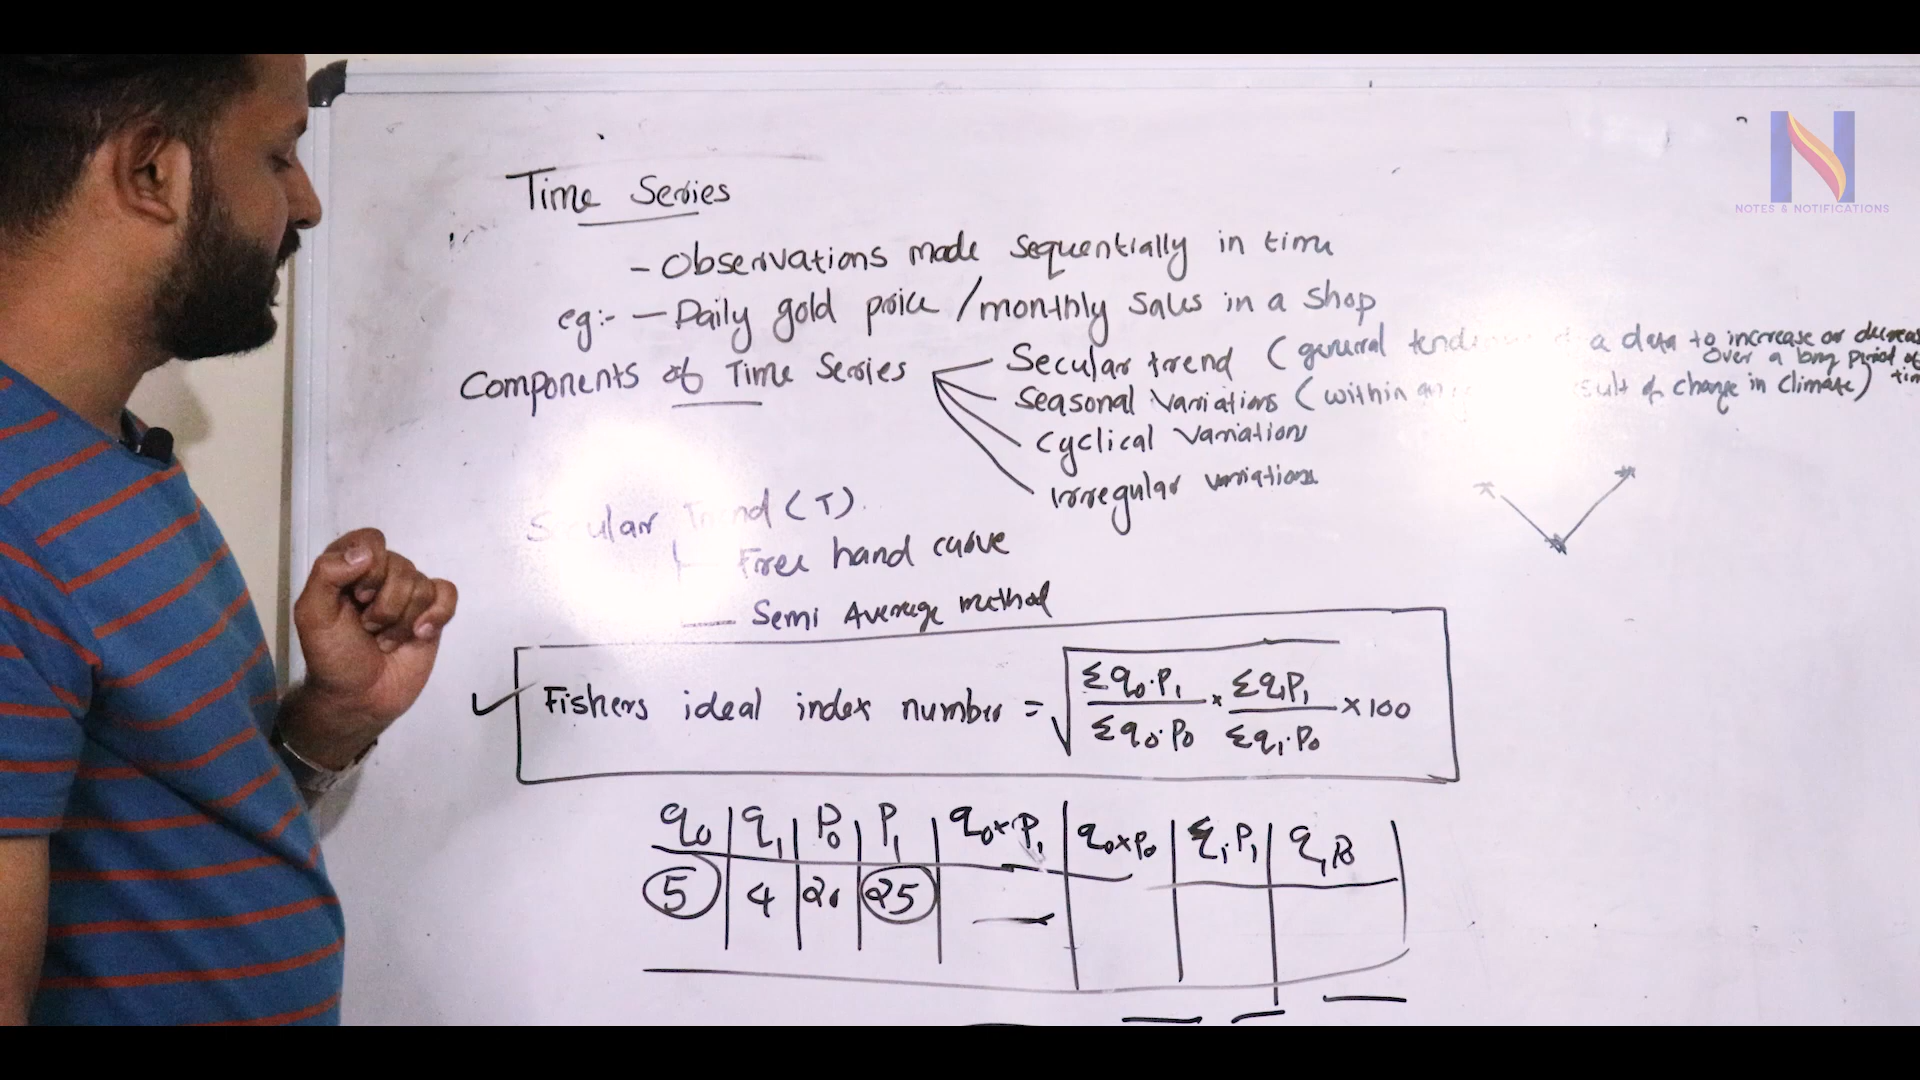 Time Series
- Observations made sequentially in time
eg:- - Daily gold price / monthly sales in a shop
Components of Time Series
Secular trend (general a data to increase or
over a long period of
Seasonal Variations (within of change in climate)
Cyclical Variations
Irregular variations
Secular Trend (T)
Free hand curve
Semi Average method
Fishers ideal index number = √ Σq₀·P₁ / Σq₀·P₀ × Σq₁P₁ / Σq₁·P₀ × 100
q₀ | q₁ | P₀ | P₁ | q₀×P₁ | q₀×P₀ | q₁·P₁ | q₁P₀
5 | 4 | 20 | 25
N
NOTES & NOTIFICATIONS